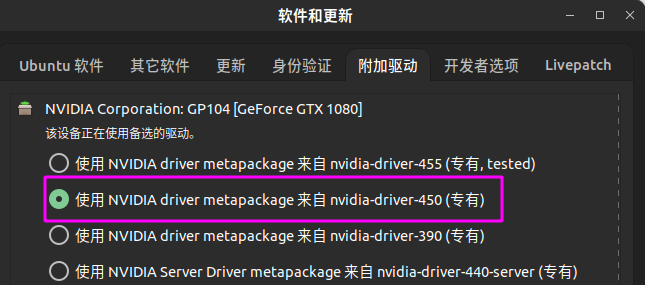 软件和更新
Ubuntu 软件 其它软件 更新 身份验证 附加驱动 开发者选项 Livepatch
NVIDIA Corporation: GP104 [GeForce GTX 1080]
该设备正在使用备选的驱动。
使用 NVIDIA driver metapackage 来自 nvidia-driver-455 (专有, tested)
使用 NVIDIA driver metapackage 来自 nvidia-driver-450 (专有)
使用 NVIDIA driver metapackage 来自 nvidia-driver-390 (专有)
使用 NVIDIA Server Driver metapackage 来自 nvidia-driver-440-server (专有)